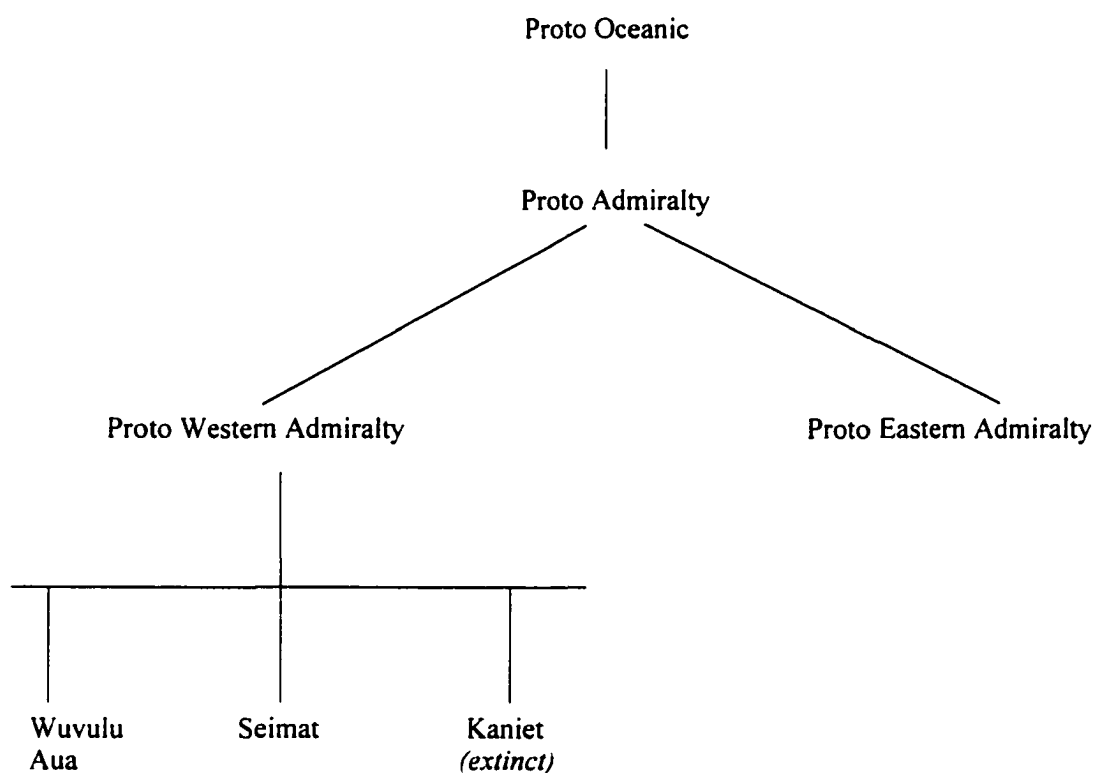 Proto Oceanic
Proto Admiralty
Proto Western Admiralty
Proto Eastern Admiralty
Wuvulu
Aua
Seimat
Kaniet
(extinct)